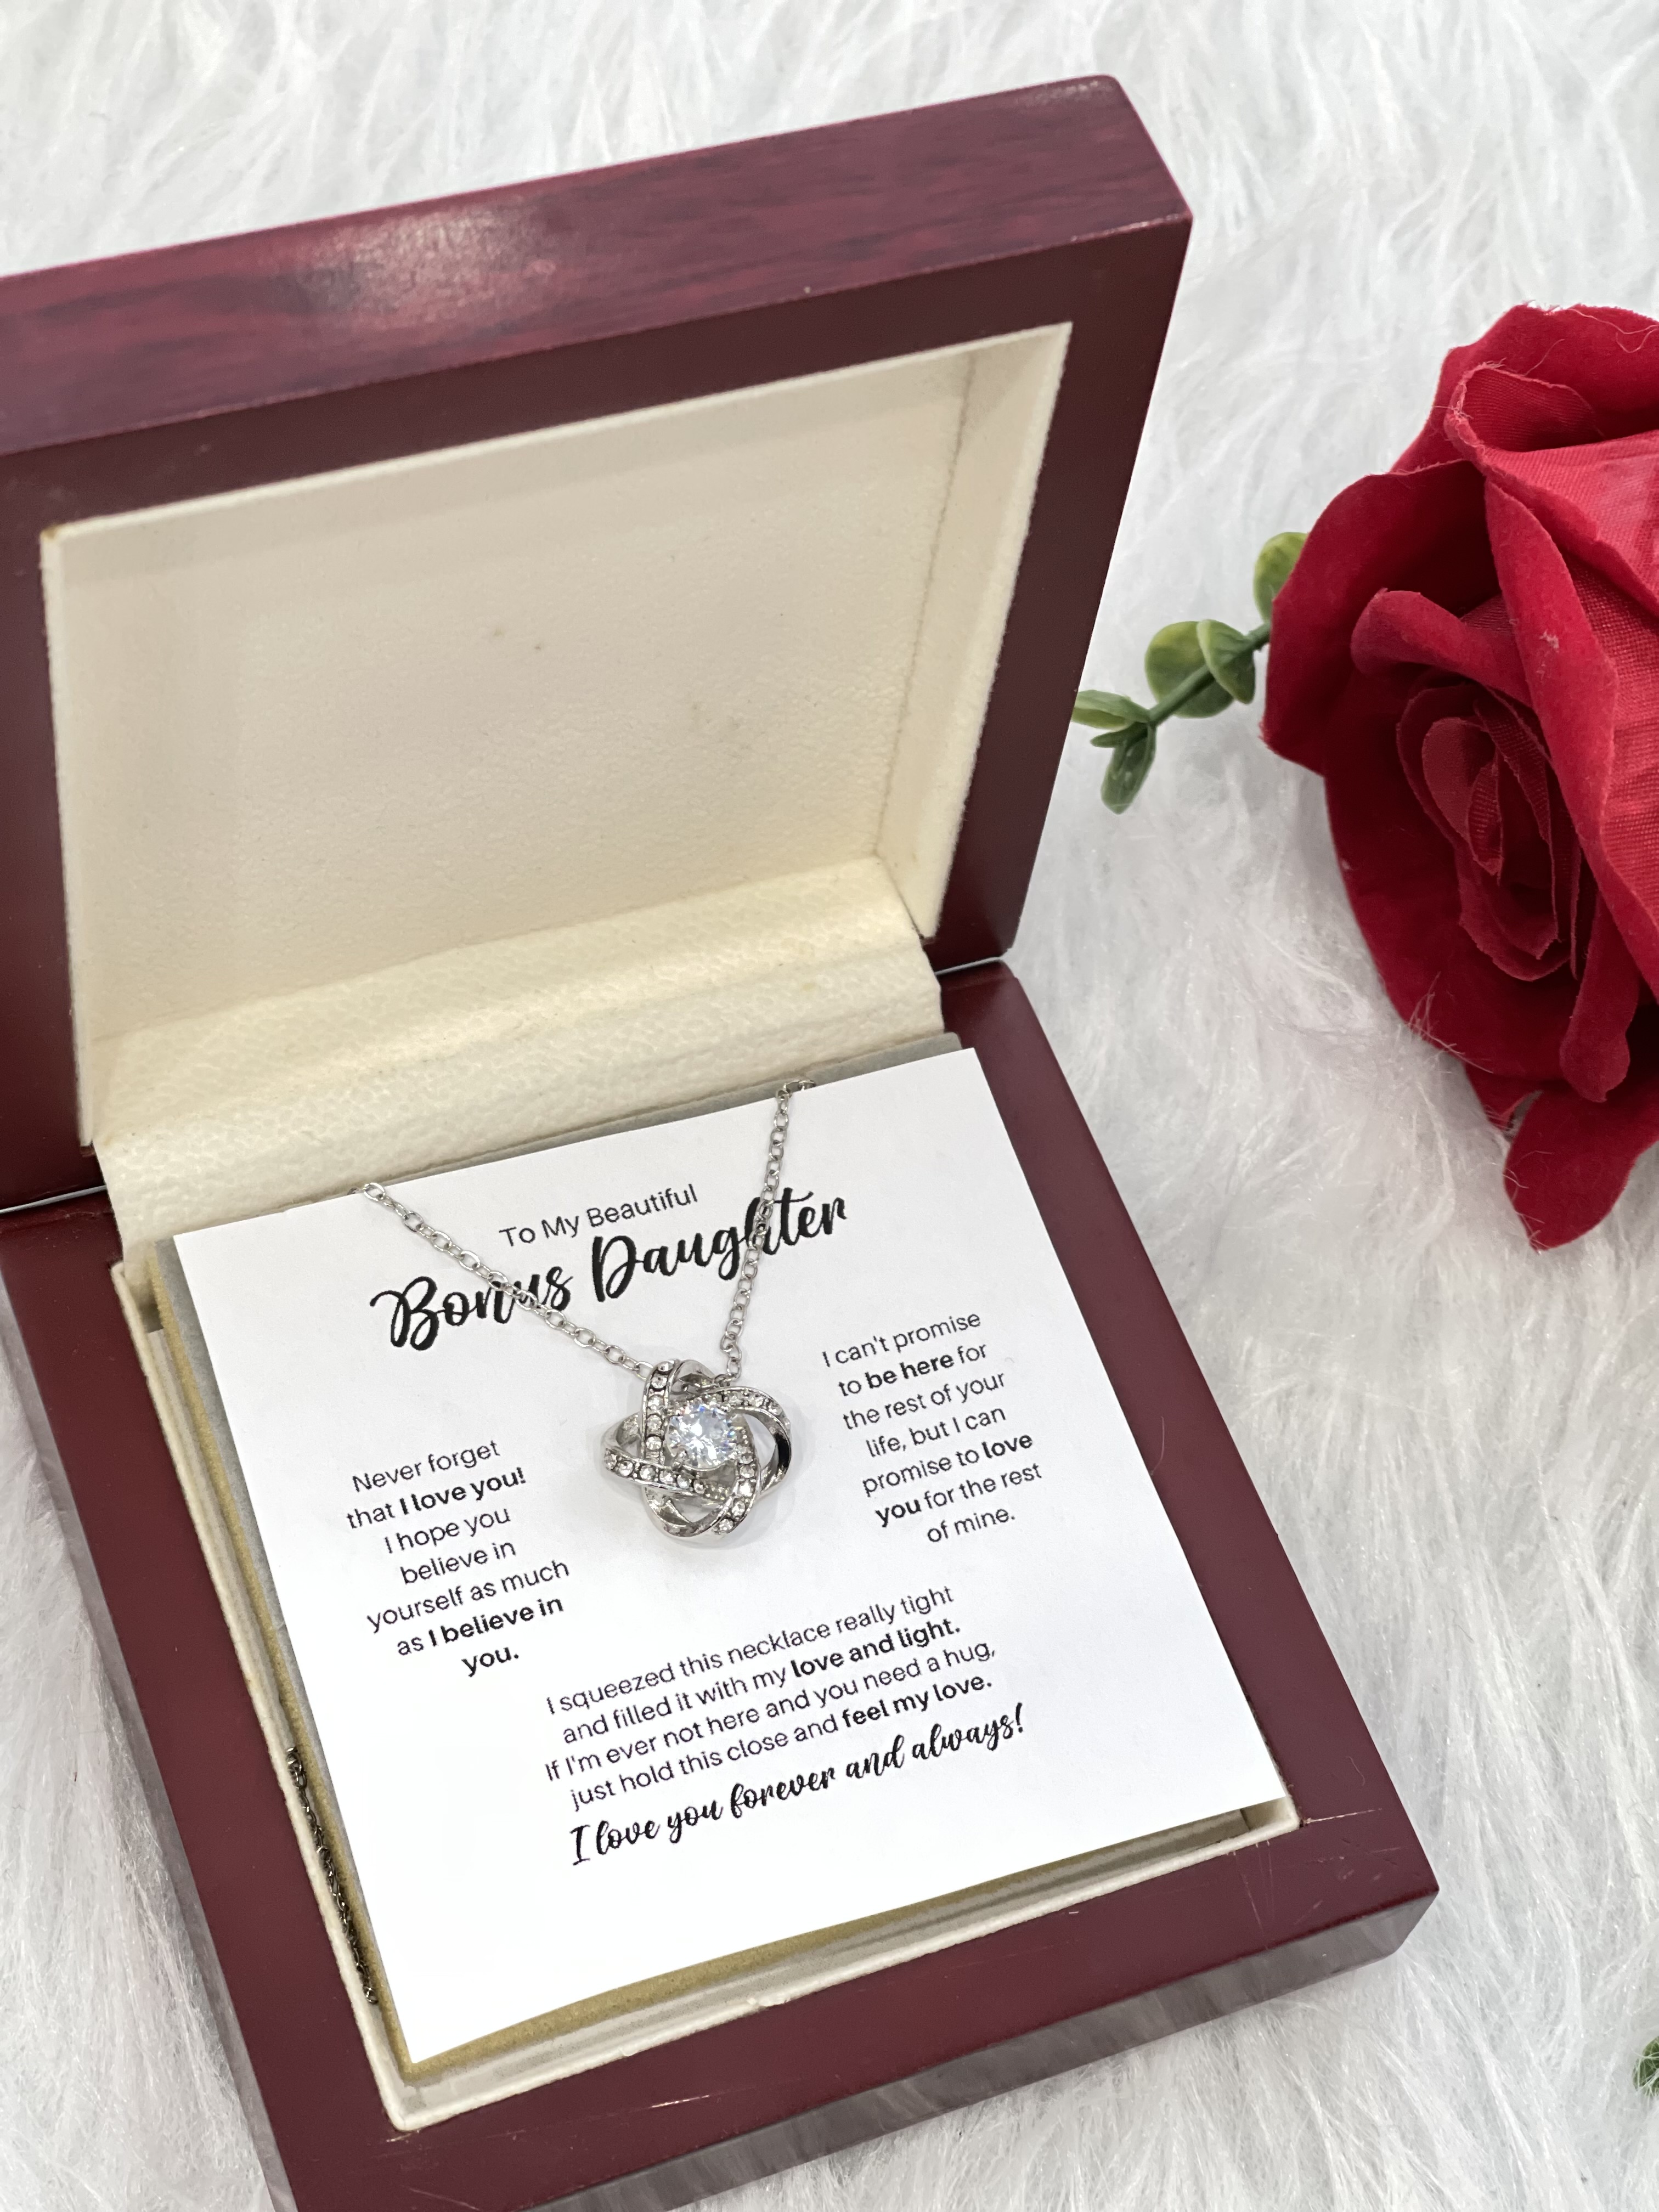 To My Beautiful
Bonus Daughter
Never forget
that I love you!
I hope you
believe in
yourself as much
as I believe in
you.
I can't promise
to be here for
the rest of your
life, but I can
promise to love
you for the rest
of mine.
I squeezed this necklace really tight
and filled it with my love and light.
If I'm ever not here and you need a hug,
just hold this close and feel my love.
I love you forever and always!